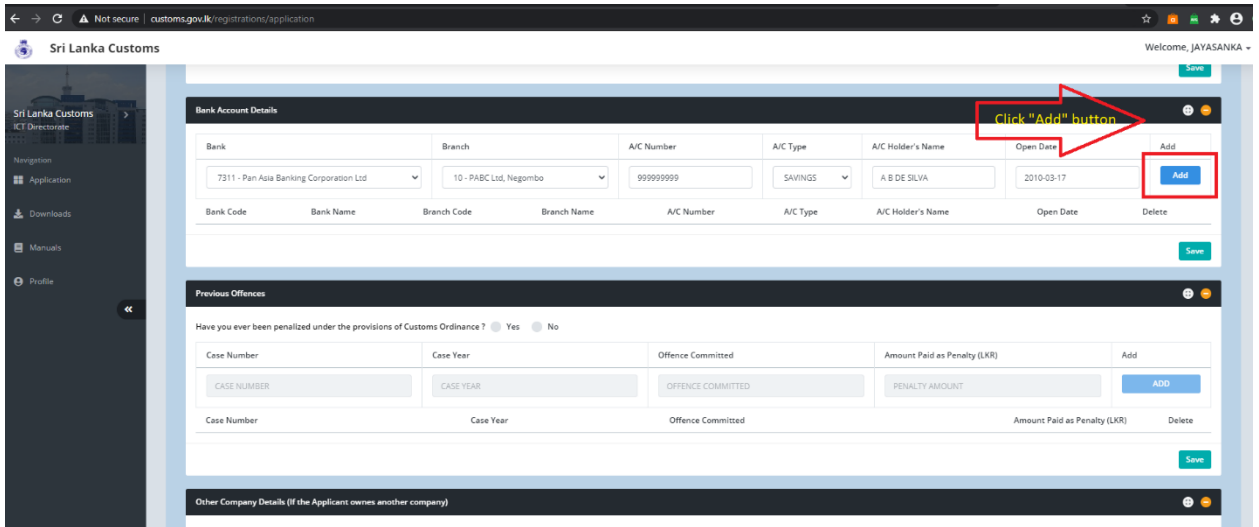 Not secure | customs.gov.lk/registrations/application
Sri Lanka Customs
Welcome, JAYASANKA
Save
Sri Lanka Customs
ICT Directorate
Navigation
Application
Downloads
Manuals
Profile
Bank Account Details
Click "Add" button
Bank Branch A/C Number A/C Type A/C Holder's Name Open Date Add
7311 - Pan Asia Banking Corporation Ltd 10 - PABC Ltd, Negombo 999999999 SAVINGS A B DE SILVA 2010-03-17 Add
Bank Code Bank Name Branch Code Branch Name A/C Number A/C Type A/C Holder's Name Open Date Delete
Save
Previous Offences
Have you ever been penalized under the provisions of Customs Ordinance ? Yes No
Case Number Case Year Offence Committed Amount Paid as Penalty (LKR) Add
CASE NUMBER CASE YEAR OFFENCE COMMITTED PENALTY AMOUNT ADD
Case Number Case Year Offence Committed Amount Paid as Penalty (LKR) Delete
Save
Other Company Details (If the Applicant ownes another company)